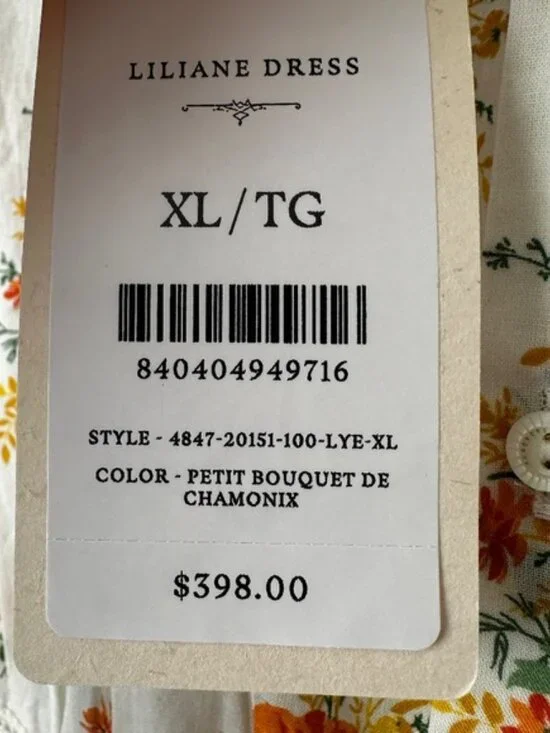 LILIANE DRESS
XL/TG
840404949716
STYLE - 4847-20151-100-LYE-XL
COLOR - PETIT BOUQUET DE
CHAMONIX
$398.00